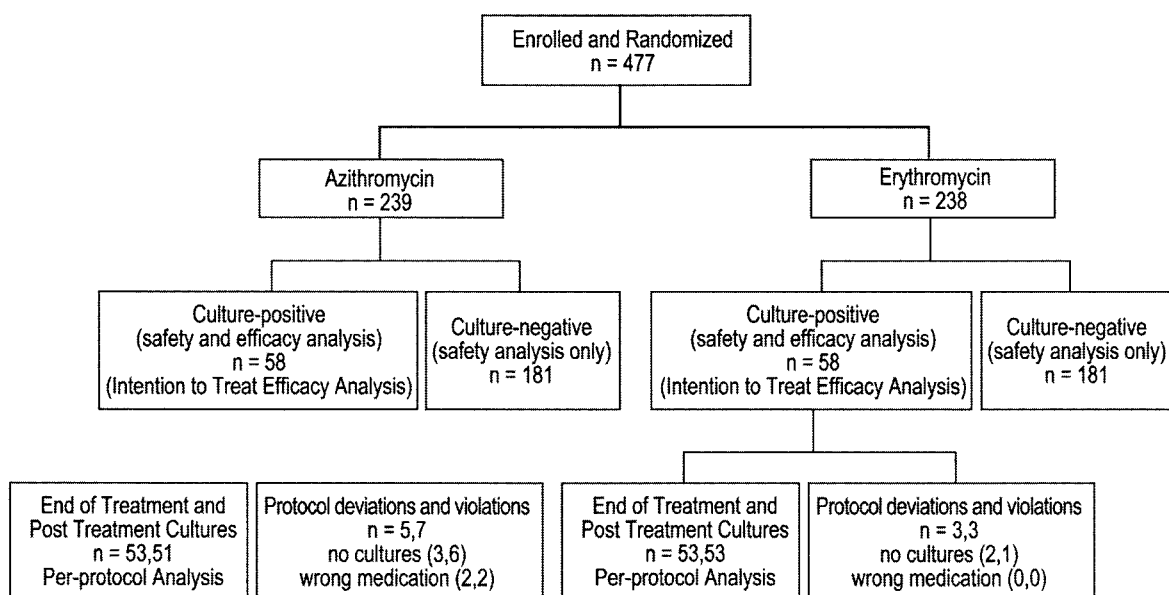 Enrolled and Randomized
n = 477
Azithromycin
n = 239
Erythromycin
n = 238
Culture-positive
(safety and efficacy analysis)
n = 58
(Intention to Treat Efficacy Analysis)
Culture-negative
(safety analysis only)
n = 181
Culture-positive
(safety and efficacy analysis)
n = 58
(Intention to Treat Efficacy Analysis)
Culture-negative
(safety analysis only)
n = 181
End of Treatment and
Post Treatment Cultures
n = 53,51
Per-protocol Analysis
Protocol deviations and violations
n = 5,7
no cultures (3,6)
wrong medication (2,2)
End of Treatment and
Post Treatment Cultures
n = 53,53
Per-protocol Analysis
Protocol deviations and violations
n = 3,3
no cultures (2,1)
wrong medication (0,0)